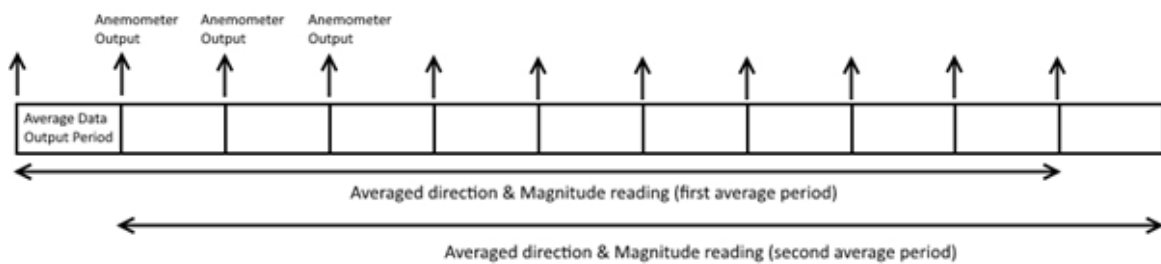 Anemometer
Output
Anemometer
Output
Anemometer
Output
Average Data
Output Period
Averaged direction & Magnitude reading (first average period)
Averaged direction & Magnitude reading (second average period)